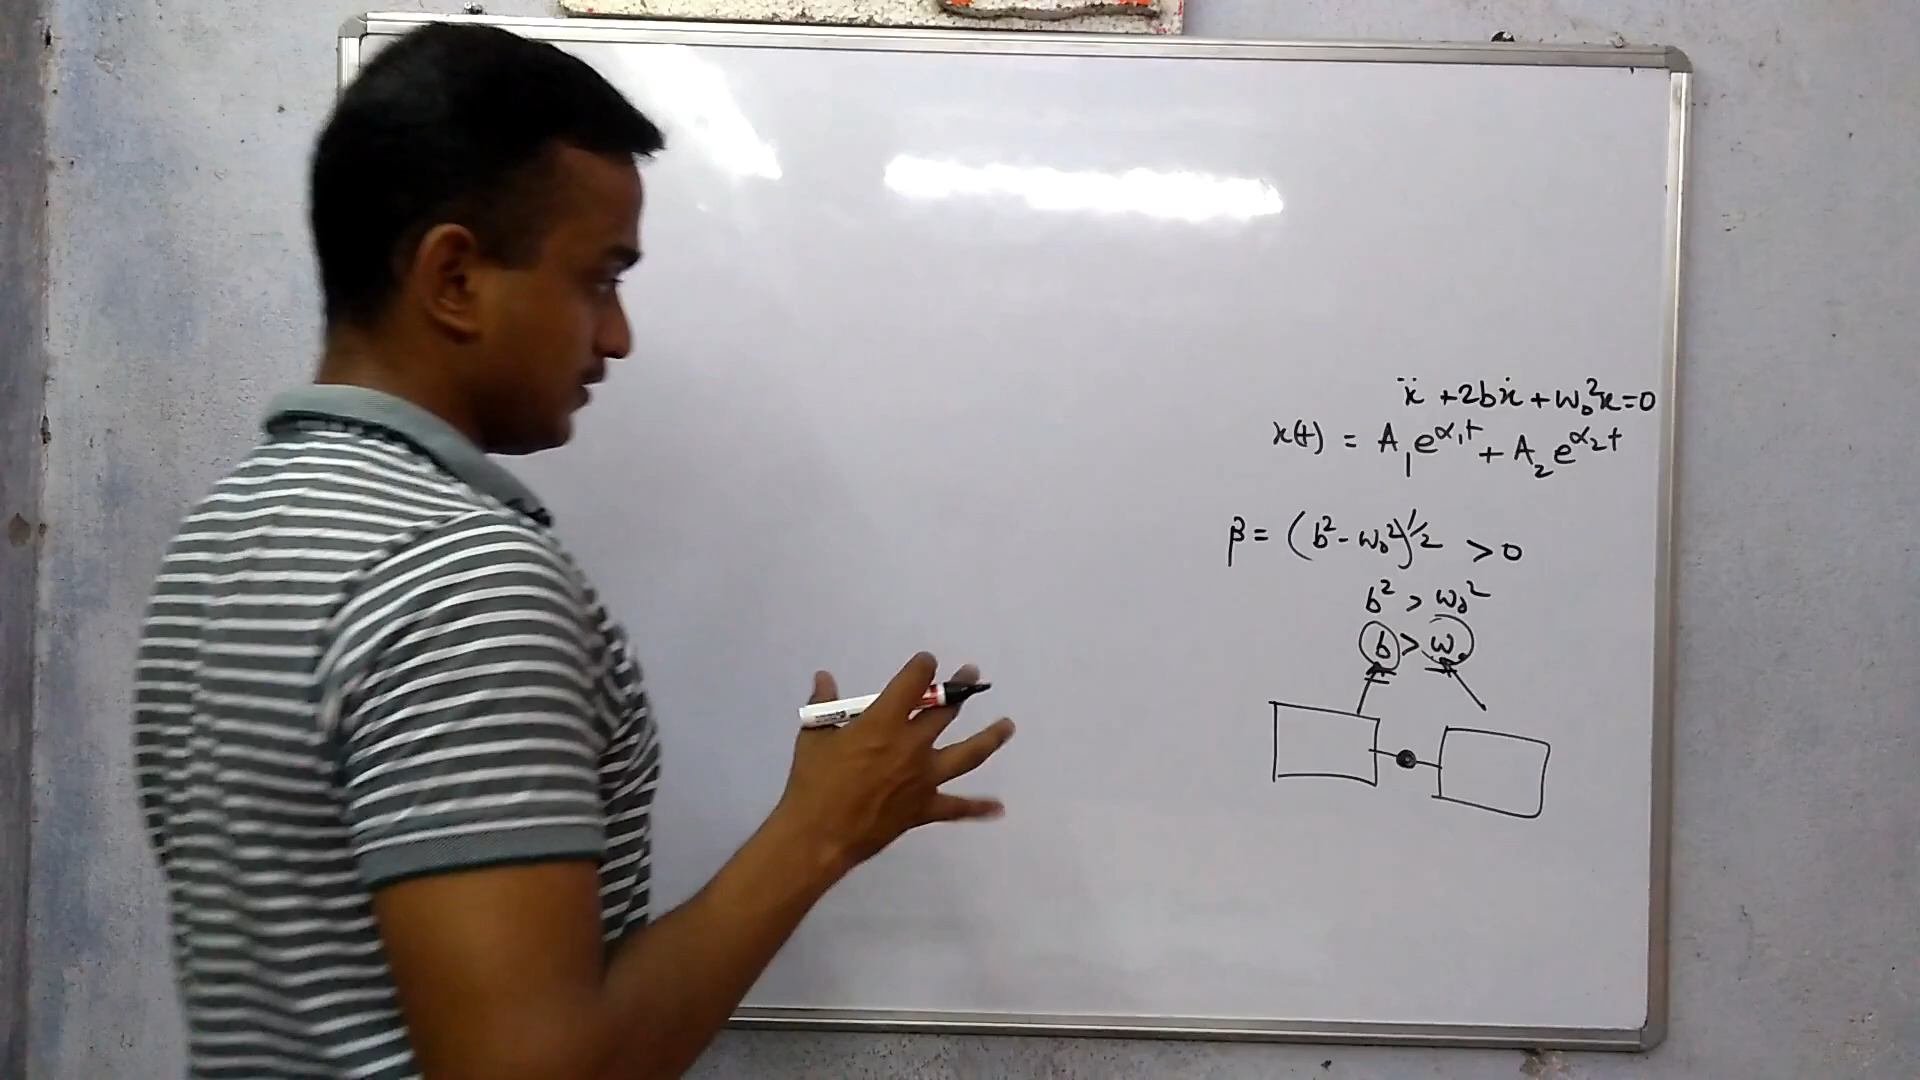 ẍ + 2bẋ + ω₀²x = 0
x(t) = A₁e^α₁t + A₂e^α₂t
β = (b² - ω₀²)^1/2 > 0
b² > ω₀²
b > ω₀